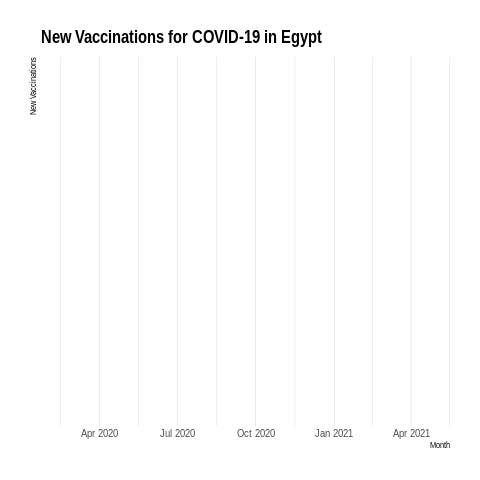 New Vaccinations for COVID-19 in Egypt
New Vaccinations
Apr 2020
Jul 2020
Oct 2020
Jan 2021
Apr 2021
Month